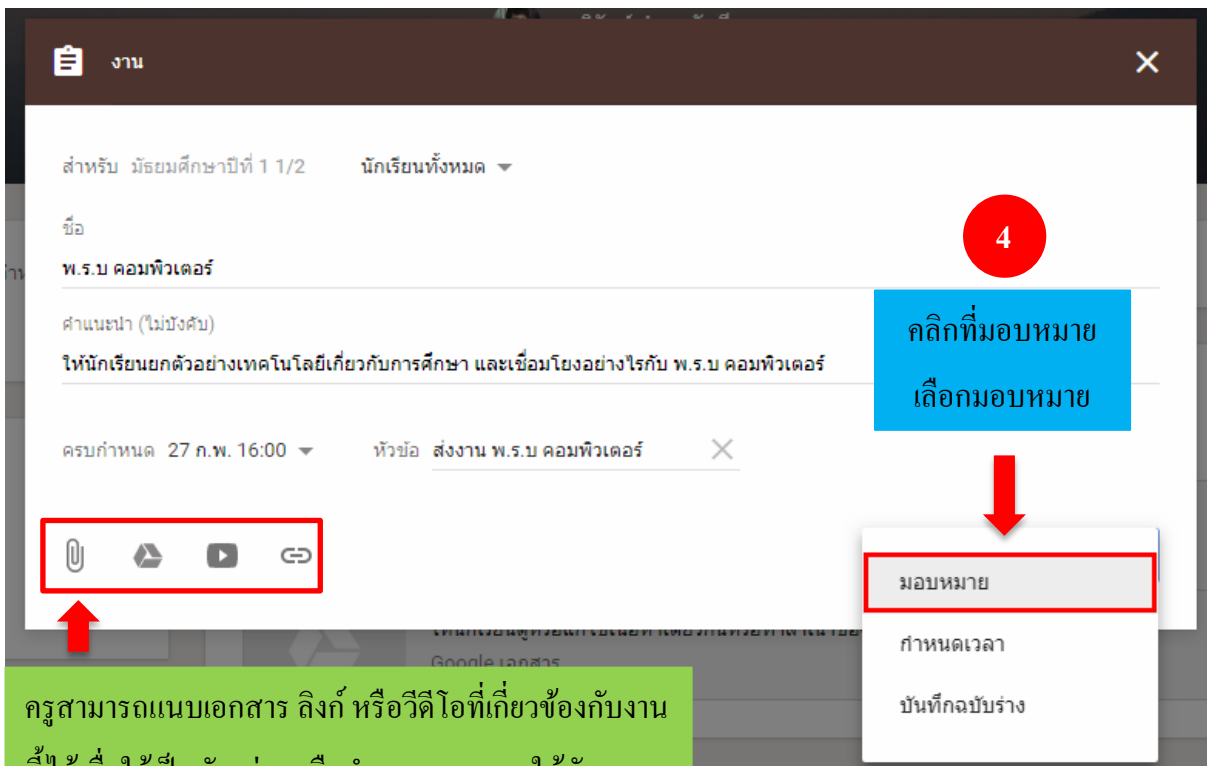 งาน
สำหรับ มัธยมศึกษาปีที่ 1 1/2 นักเรียนทั้งหมด
ชื่อ
พ.ร.บ คอมพิวเตอร์
คำแนะนำ (ไม่บังคับ)
ให้นักเรียนยกตัวอย่างเทคโนโลยีเกี่ยวกับการศึกษา และเชื่อมโยงอย่างไรกับ พ.ร.บ คอมพิวเตอร์
4
คลิกที่มอบหมาย
เลือกมอบหมาย
ครบกำหนด 27 ก.พ. 16:00 หัวข้อ ส่งงาน พ.ร.บ คอมพิวเตอร์
มอบหมาย
กำหนดเวลา
บันทึกฉบับร่าง
Google เอกสาร
ครูสามารถแนบเอกสาร ลิงก์ หรือวีดีโอที่เกี่ยวข้องกับงาน